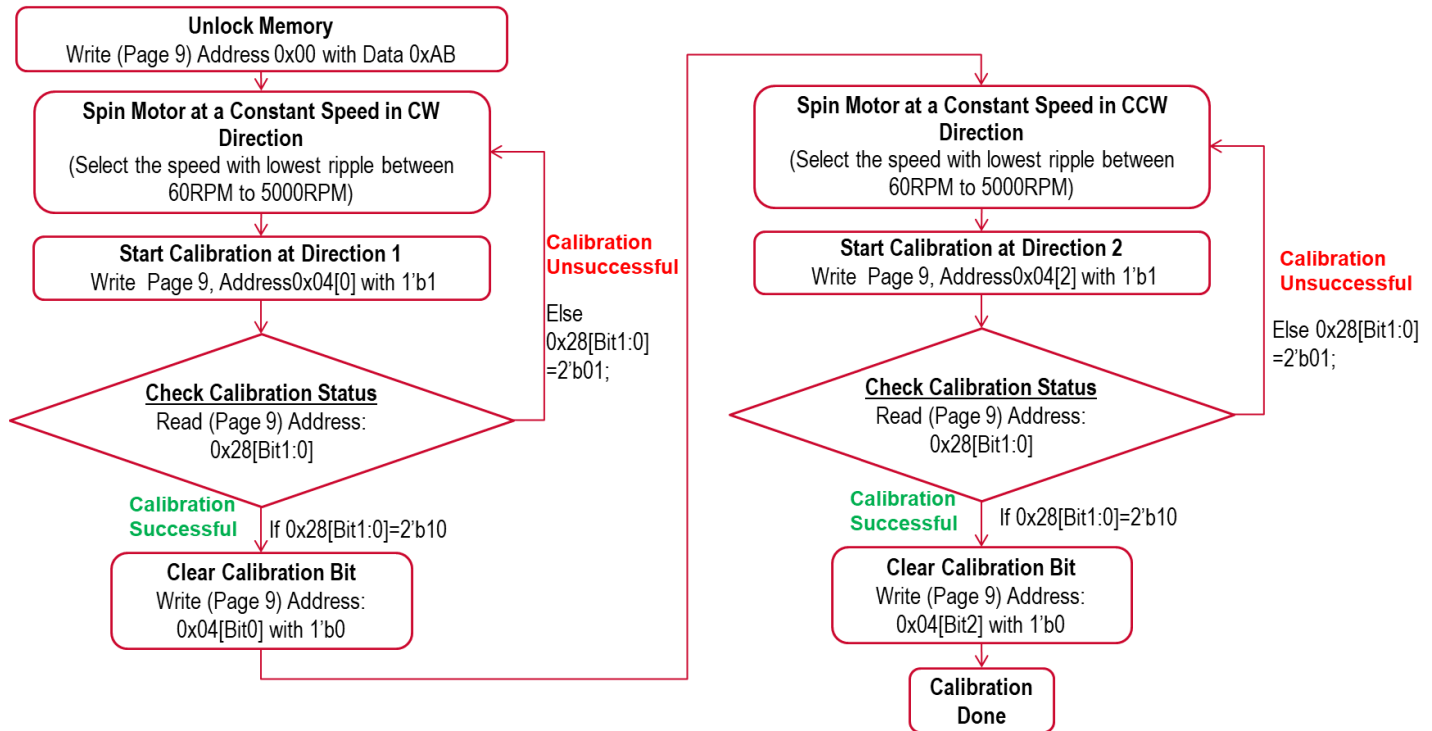 Unlock Memory
Write (Page 9) Address 0x00 with Data 0xAB
Spin Motor at a Constant Speed in CW
Direction
(Select the speed with lowest ripple between
60RPM to 5000RPM)
Start Calibration at Direction 1
Write  Page 9, Address0x04[0] with 1'b1
Calibration
Unsuccessful
Else
0x28[Bit1:0]
=2'b01;
Check Calibration Status
Read (Page 9) Address:
0x28[Bit1:0]
Calibration
Successful
If 0x28[Bit1:0]=2'b10
Clear Calibration Bit
Write (Page 9) Address:
0x04[Bit0] with 1'b0
Spin Motor at a Constant Speed in CCW
Direction
(Select the speed with lowest ripple between
60RPM to 5000RPM)
Start Calibration at Direction 2
Write  Page 9, Address0x04[2] with 1'b1
Calibration
Unsuccessful
Else 0x28[Bit1:0]
=2'b01;
Check Calibration Status
Read (Page 9) Address:
0x28[Bit1:0]
Calibration
Successful
If 0x28[Bit1:0]=2'b10
Clear Calibration Bit
Write (Page 9) Address:
0x04[Bit2] with 1'b0
Calibration
Done